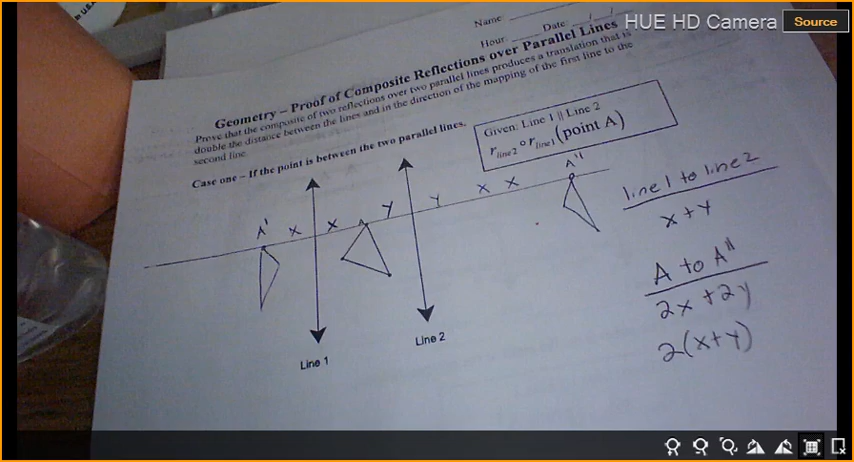 HUE HD Camera
Source
Name:
Hour: Date: / /
Geometry – Proof of Composite Reflections over Parallel Lines
Prove that the composite of two reflections over two parallel lines produces a translation that is
double the distance between the lines and in the direction of the mapping of the first line to the
second line.
Case one – If the point is between the two parallel lines.
Given: Line 1 || Line 2
r line 2 ∘ r line 1 (point A)
A' x x A y y x x A''
Line 1
Line 2
line 1 to line 2
x + y
A to A''
2x + 2y
2(x+y)